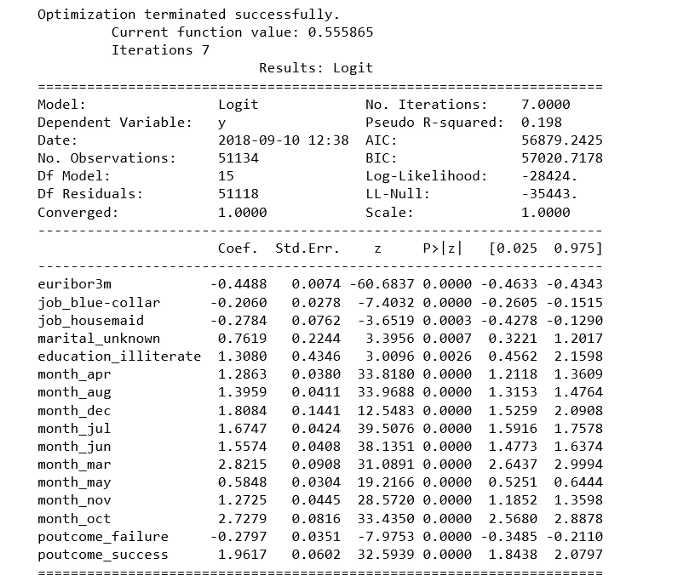 Optimization terminated successfully.
Current function value: 0.555865
Iterations 7
Results: Logit
=====================================================================
Model: Logit No. Iterations: 7.0000
Dependent Variable: y Pseudo R-squared: 0.198
Date: 2018-09-10 12:38 AIC: 56879.2425
No. Observations: 51134 BIC: 57020.7178
Df Model: 15 Log-Likelihood: -28424.
Df Residuals: 51118 LL-Null: -35443.
Converged: 1.0000 Scale: 1.0000
---------------------------------------------------------------------
Coef. Std.Err. z P>|z| [0.025 0.975]
---------------------------------------------------------------------
euribor3m -0.4488 0.0074 -60.6837 0.0000 -0.4633 -0.4343
job_blue-collar -0.2060 0.0278 -7.4032 0.0000 -0.2605 -0.1515
job_housemaid -0.2784 0.0762 -3.6519 0.0003 -0.4278 -0.1290
marital_unknown 0.7619 0.2244 3.3956 0.0007 0.3221 1.2017
education_illiterate 1.3080 0.4346 3.0096 0.0026 0.4562 2.1598
month_apr 1.2863 0.0380 33.8180 0.0000 1.2118 1.3609
month_aug 1.3959 0.0411 33.9688 0.0000 1.3153 1.4764
month_dec 1.8084 0.1441 12.5483 0.0000 1.5259 2.0908
month_jul 1.6747 0.0424 39.5076 0.0000 1.5916 1.7578
month_jun 1.5574 0.0408 38.1351 0.0000 1.4773 1.6374
month_mar 2.8215 0.0908 31.0891 0.0000 2.6437 2.9994
month_may 0.5848 0.0304 19.2166 0.0000 0.5251 0.6444
month_nov 1.2725 0.0445 28.5720 0.0000 1.1852 1.3598
month_oct 2.7279 0.0816 33.4350 0.0000 2.5680 2.8878
poutcome_failure -0.2797 0.0351 -7.9753 0.0000 -0.3485 -0.2110
poutcome_success 1.9617 0.0602 32.5939 0.0000 1.8438 2.0797
=====================================================================